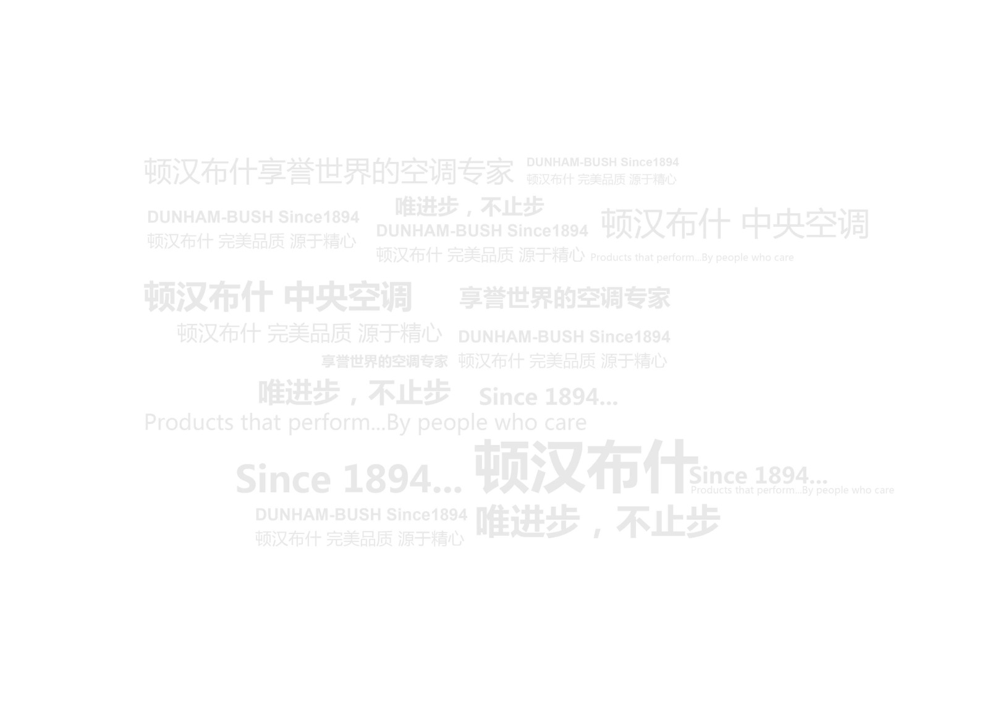 顿汉布什享誉世界的空调专家
DUNHAM-BUSH Since1894
顿汉布什 完美品质 源于精心
唯进步，不止步
DUNHAM-BUSH Since1894
顿汉布什 完美品质 源于精心
DUNHAM-BUSH Since1894
顿汉布什 完美品质 源于精心
顿汉布什 中央空调
Products that perform...By people who care
顿汉布什 中央空调
享誉世界的空调专家
顿汉布什 完美品质 源于精心
DUNHAM-BUSH Since1894
享誉世界的空调专家
顿汉布什 完美品质 源于精心
唯进步，不止步
Since 1894...
Products that perform...By people who care
Since 1894...
顿汉布什
Since 1894...
Products that perform...By people who care
DUNHAM-BUSH Since1894
顿汉布什 完美品质 源于精心
唯进步，不止步